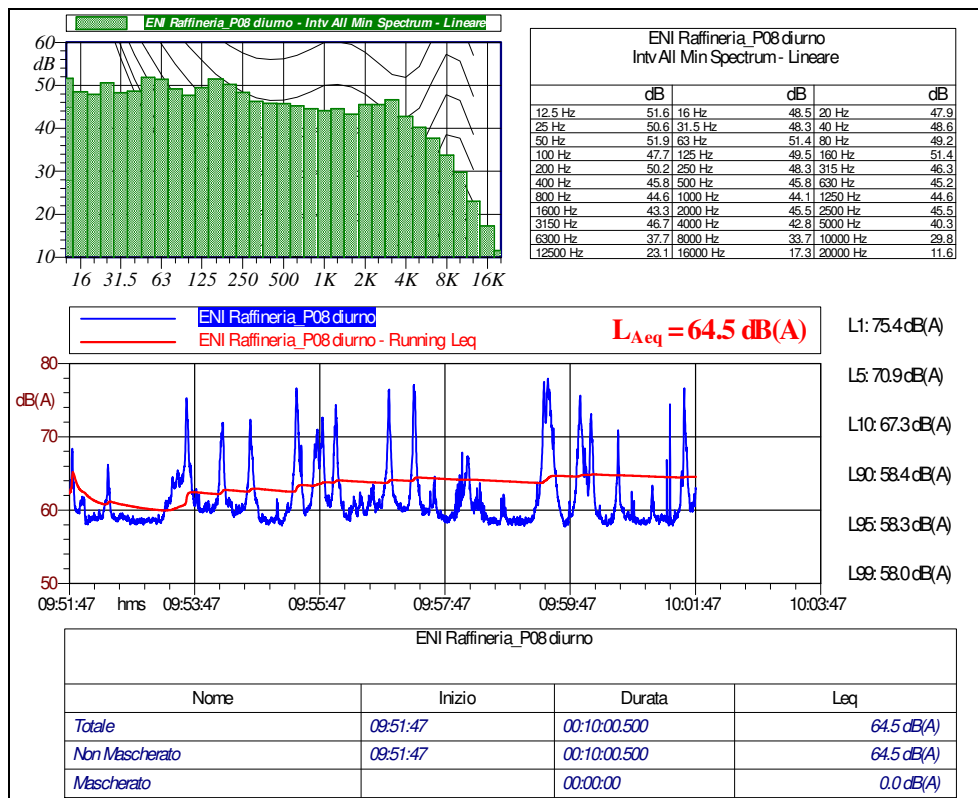 ENI Raffineria_P08 diurno - Intv All Min Spectrum - Lineare
60
dB
50
40
30
20
10
16 31.5 63 125 250 500 1K 2K 4K 8K 16K
ENI Raffineria_P08 diurno
Intv All Min Spectrum - Lineare
dB dB dB
12.5 Hz 51.6 16 Hz 48.5 20 Hz 47.9
25 Hz 50.6 31.5 Hz 48.3 40 Hz 48.6
50 Hz 51.9 63 Hz 51.4 80 Hz 49.2
100 Hz 47.7 125 Hz 49.5 160 Hz 51.4
200 Hz 50.2 250 Hz 48.3 315 Hz 46.3
400 Hz 45.8 500 Hz 45.8 630 Hz 45.2
800 Hz 44.6 1000 Hz 44.1 1250 Hz 44.6
1600 Hz 43.3 2000 Hz 45.5 2500 Hz 45.5
3150 Hz 46.7 4000 Hz 42.8 5000 Hz 40.3
6300 Hz 37.7 8000 Hz 33.7 10000 Hz 29.8
12500 Hz 23.1 16000 Hz 17.3 20000 Hz 11.6
ENI Raffineria_P08 diurno
ENI Raffineria_P08 diurno - Running Leq
LAeq = 64.5 dB(A)
L1: 75.4 dB(A)
L5: 70.9 dB(A)
L10: 67.3 dB(A)
L90: 58.4 dB(A)
L95: 58.3 dB(A)
L99: 58.0 dB(A)
80
dB(A)
70
60
50
09:51:47 hms 09:53:47 09:55:47 09:57:47 09:59:47 10:01:47 10:03:47
ENI Raffineria_P08 diurno
Nome Inizio Durata Leq
Totale 09:51:47 00:10:00.500 64.5 dB(A)
Non Mascherato 09:51:47 00:10:00.500 64.5 dB(A)
Mascherato 00:00:00 0.0 dB(A)